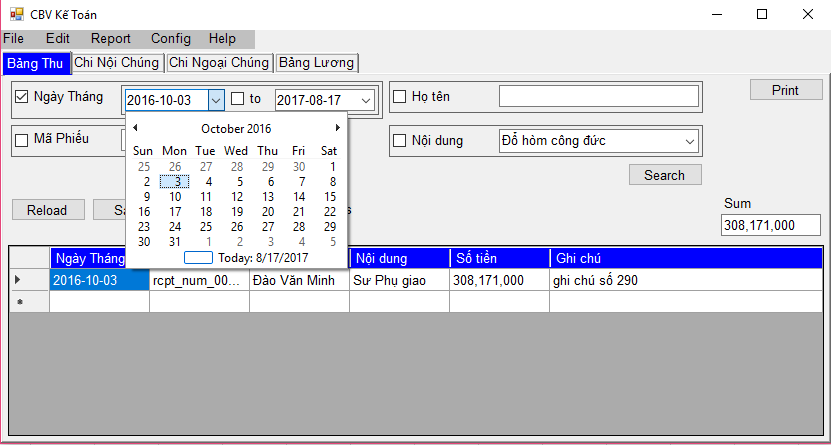 CBV Kế Toán
File Edit Report Config Help
Bảng Thu Chi Nội Chúng Chi Ngoại Chúng Bảng Lương
Ngày Tháng 2016-10-03 to 2017-08-17 Họ tên Print
Mã Phiếu Nội dung Đổ hòm công đức
Search
October 2016
Sun Mon Tue Wed Thu Fri Sat
25 26 27 28 29 30 1
2 3 4 5 6 7 8
9 10 11 12 13 14 15
16 17 18 19 20 21 22
23 24 25 26 27 28 29
30 31 1 2 3 4 5
Today: 8/17/2017
Reload Sum
308,171,000
Ngày Tháng Nội dung Số tiền Ghi chú
2016-10-03 rcpt_num_00... Đào Văn Minh Sư Phụ giao 308,171,000 ghi chú số 290